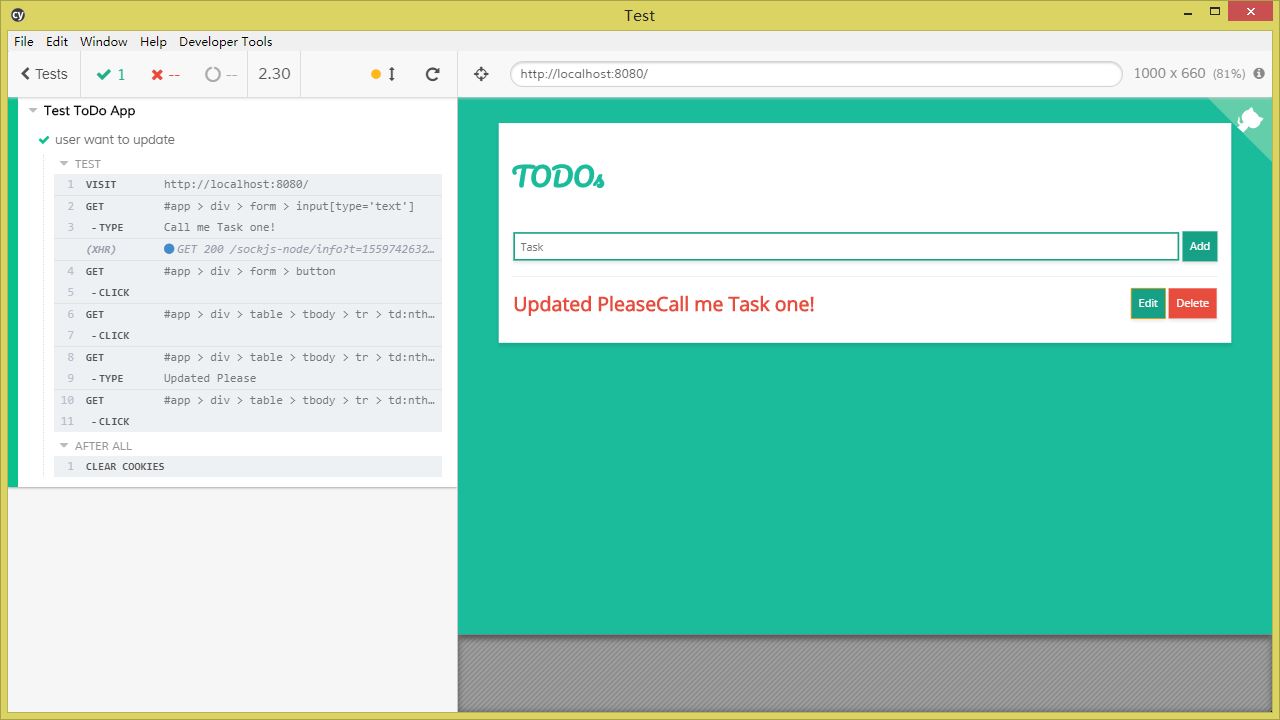 cy
Test
File Edit Window Help Developer Tools
Tests 1 -- -- 2.30
http://localhost:8080/
1000 x 660 (81%)
Test ToDo App
user want to update
TEST
1 VISIT http://localhost:8080/
2 GET #app > div > form > input[type='text']
3 - TYPE Call me Task one!
(XHR) GET 200 /sockjs-node/info?t=1559742632…
4 GET #app > div > form > button
5 - CLICK
6 GET #app > div > table > tbody > tr > td:nth…
7 - CLICK
8 GET #app > div > table > tbody > tr > td:nth…
9 - TYPE Updated Please
10 GET #app > div > table > tbody > tr > td:nth…
11 - CLICK
AFTER ALL
1 CLEAR COOKIES
TODOs
Task Add
Updated PleaseCall me Task one! Edit Delete